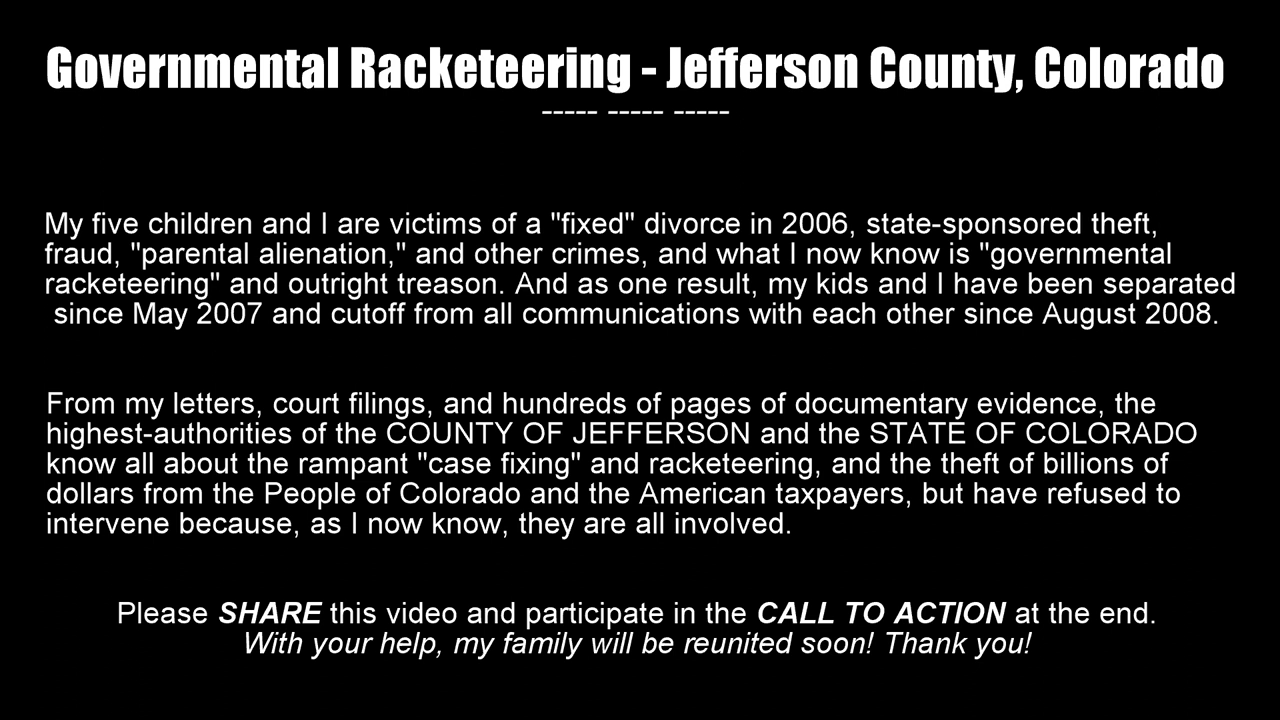 Governmental Racketeering - Jefferson County, Colorado
----- ----- -----
My five children and I are victims of a "fixed" divorce in 2006, state-sponsored theft,
fraud, "parental alienation," and other crimes, and what I now know is "governmental
racketeering" and outright treason. And as one result, my kids and I have been separated
since May 2007 and cutoff from all communications with each other since August 2008.
From my letters, court filings, and hundreds of pages of documentary evidence, the
highest-authorities of the COUNTY OF JEFFERSON and the STATE OF COLORADO
know all about the rampant "case fixing" and racketeering, and the theft of billions of
dollars from the People of Colorado and the American taxpayers, but have refused to
intervene because, as I now know, they are all involved.
Please SHARE this video and participate in the CALL TO ACTION at the end.
With your help, my family will be reunited soon! Thank you!